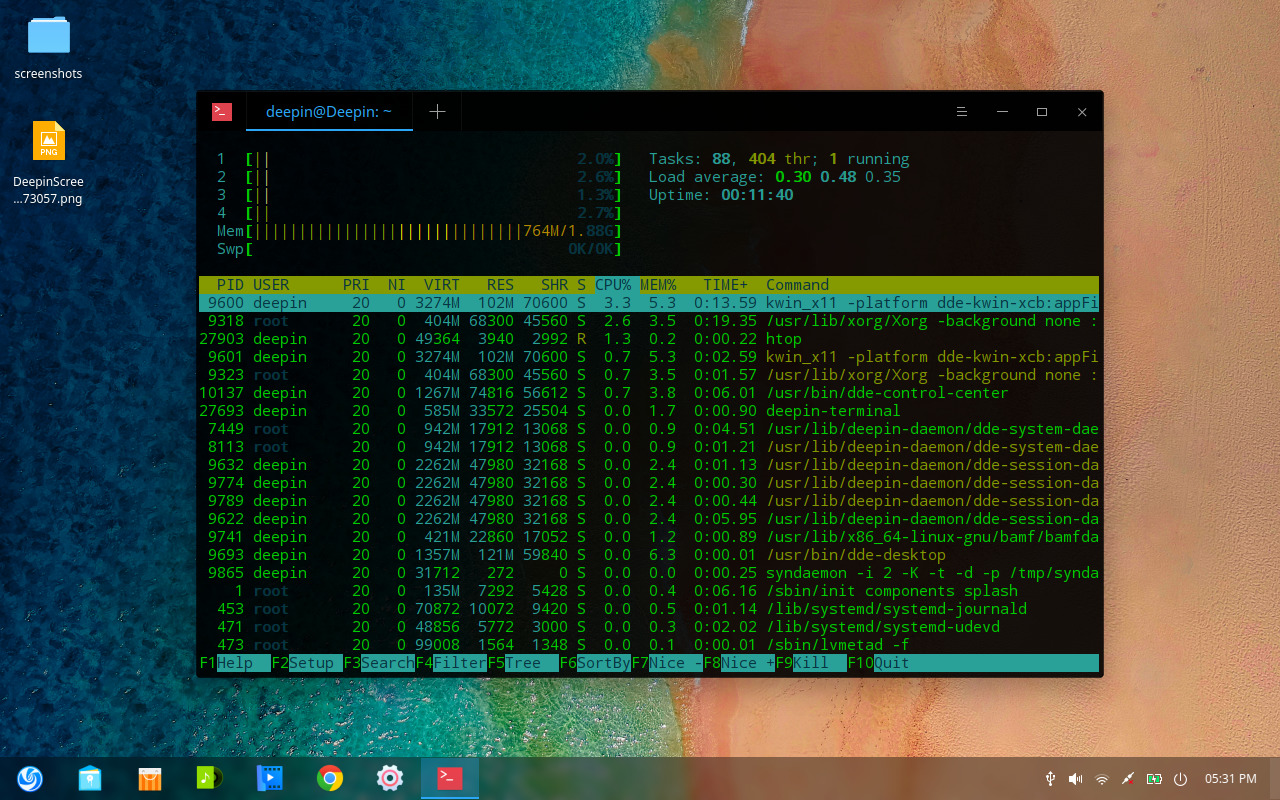 screenshots
DeepinScree
...73057.png
>_ deepin@Deepin: ~
1 [|| 2.0%] Tasks: 88, 404 thr; 1 running
2 [|| 2.6%] Load average: 0.30 0.48 0.35
3 [|| 1.3%] Uptime: 00:11:40
4 [|| 2.7%]
Mem[||||||||||||||||||||||||||||||764M/1.88G]
Swp[ 0K/0K]
PID USER PRI NI VIRT RES SHR S CPU% MEM% TIME+ Command
9600 deepin 20 0 3274M 102M 70600 S 3.3 5.3 0:13.59 kwin_x11 -platform dde-kwin-xcb:appFi
9318 root 20 0 404M 68300 45560 S 2.6 3.5 0:19.35 /usr/lib/xorg/Xorg -background none :
27903 deepin 20 0 49364 3940 2992 R 1.3 0.2 0:00.22 htop
9601 deepin 20 0 3274M 102M 70600 S 0.7 5.3 0:02.59 kwin_x11 -platform dde-kwin-xcb:appFi
9323 root 20 0 404M 68300 45560 S 0.7 3.5 0:01.57 /usr/lib/xorg/Xorg -background none :
10137 deepin 20 0 1267M 74816 56612 S 0.7 3.8 0:06.01 /usr/bin/dde-control-center
27693 deepin 20 0 585M 33572 25504 S 0.0 1.7 0:00.90 deepin-terminal
7449 root 20 0 942M 17912 13068 S 0.0 0.9 0:04.51 /usr/lib/deepin-daemon/dde-system-dae
8113 root 20 0 942M 17912 13068 S 0.0 0.9 0:01.21 /usr/lib/deepin-daemon/dde-system-dae
9632 deepin 20 0 2262M 47980 32168 S 0.0 2.4 0:01.13 /usr/lib/deepin-daemon/dde-session-da
9774 deepin 20 0 2262M 47980 32168 S 0.0 2.4 0:00.30 /usr/lib/deepin-daemon/dde-session-da
9789 deepin 20 0 2262M 47980 32168 S 0.0 2.4 0:00.44 /usr/lib/deepin-daemon/dde-session-da
9622 deepin 20 0 2262M 47980 32168 S 0.0 2.4 0:05.95 /usr/lib/deepin-daemon/dde-session-da
9741 deepin 20 0 421M 22860 17052 S 0.0 1.2 0:00.89 /usr/lib/x86_64-linux-gnu/bamf/bamfda
9693 deepin 20 0 1357M 121M 59840 S 0.0 6.3 0:00.01 /usr/bin/dde-desktop
9865 deepin 20 0 31712 272 0 S 0.0 0.0 0:00.25 syndaemon -i 2 -K -t -d -p /tmp/synda
1 root 20 0 135M 7292 5428 S 0.0 0.4 0:06.16 /sbin/init components splash
453 root 20 0 70872 10072 9420 S 0.0 0.5 0:01.14 /lib/systemd/systemd-journald
471 root 20 0 48856 5772 3000 S 0.0 0.3 0:02.02 /lib/systemd/systemd-udevd
473 root 20 0 99008 1564 1348 S 0.0 0.1 0:00.01 /sbin/lvmetad -f
F1Help F2Setup F3SearchF4FilterF5Tree F6SortByF7Nice -F8Nice +F9Kill F10Quit
PNG
05:31 PM